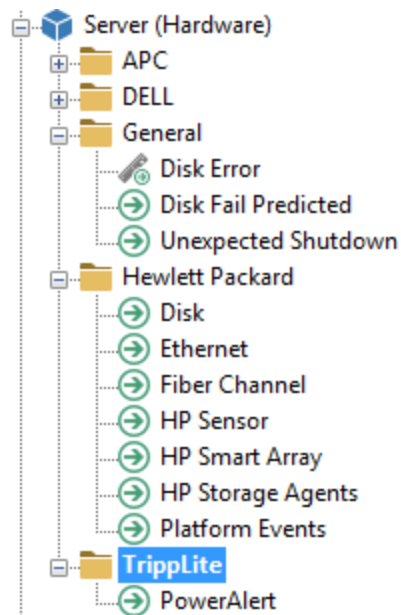 Server (Hardware)
APC
DELL
General
Disk Error
Disk Fail Predicted
Unexpected Shutdown
Hewlett Packard
Disk
Ethernet
Fiber Channel
HP Sensor
HP Smart Array
HP Storage Agents
Platform Events
TrippLite
PowerAlert